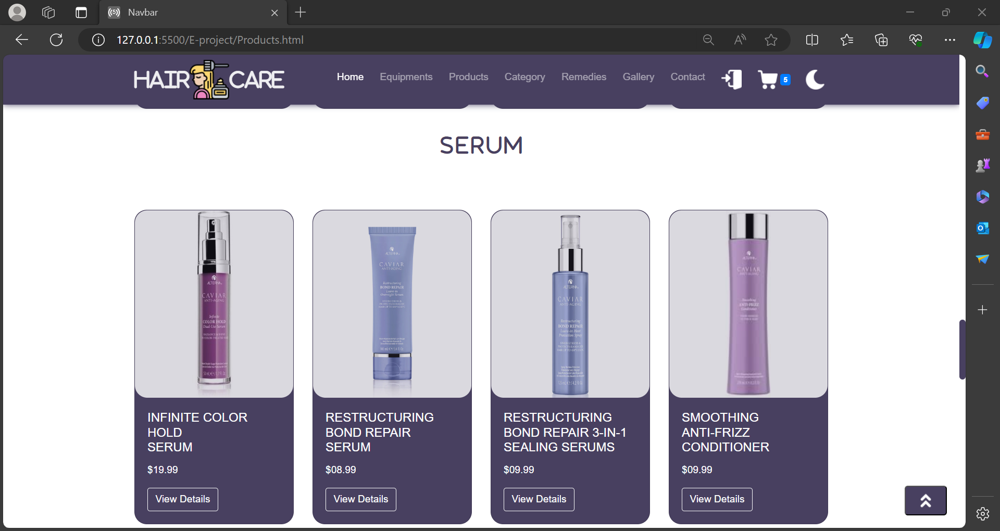 Navbar
127.0.0.1:5500/E-project/Products.html
HAIR CARE
Home Equipments Products Category Remedies Gallery Contact 5
SERUM
ALTERNA
CAVIAR
ANTI-AGING
Infinite
COLOR HOLD
Dual-Use Serum
ALTERNA
CAVIAR
ANTI-AGING
Restructuring
BOND REPAIR
Leave-in
Overnight Serum
ALTERNA
CAVIAR
ANTI-AGING
Restructuring
BOND REPAIR
Leave-in Heat
Protection Spray
ALTERNA
CAVIAR
ANTI-AGING
Smoothing
ANTI-FRIZZ
Conditioner
INFINITE COLOR
HOLD
SERUM
$19.99
View Details
RESTRUCTURING
BOND REPAIR
SERUM
$08.99
View Details
RESTRUCTURING
BOND REPAIR 3-IN-1
SEALING SERUMS
$09.99
View Details
SMOOTHING
ANTI-FRIZZ
CONDITIONER
$09.99
View Details